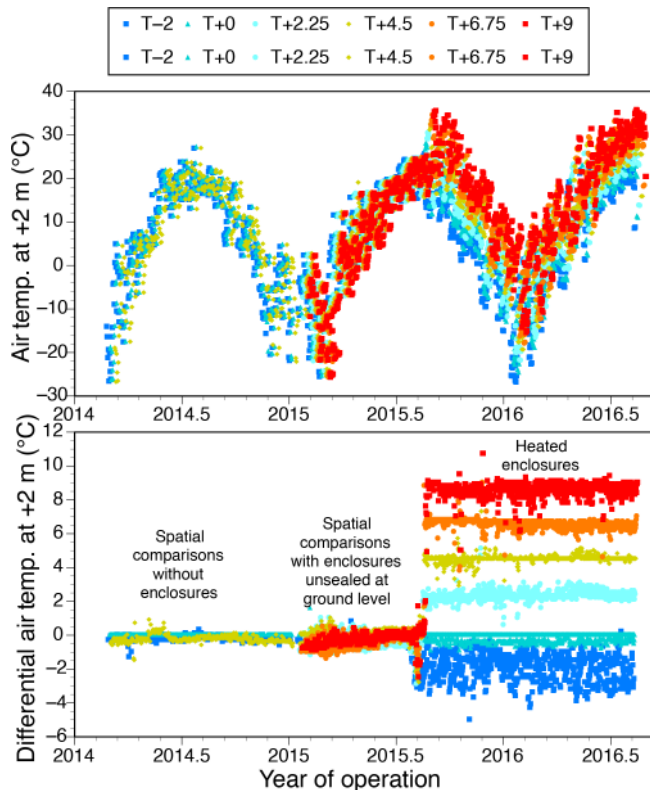 T−2 T+0 T+2.25 T+4.5 T+6.75 T+9
T−2 T+0 T+2.25 T+4.5 T+6.75 T+9
Air temp. at +2 m (°C)
40
30
20
10
0
−10
−20
−30
2014 2014.5 2015 2015.5 2016 2016.5
Differential air temp. at +2 m (°C)
12
10
8
6
4
2
0
−2
−4
−6
Spatial
comparisons
without
enclosures
Spatial
comparisons
with enclosures
unsealed at
ground level
Heated
enclosures
2014 2014.5 2015 2015.5 2016 2016.5
Year of operation